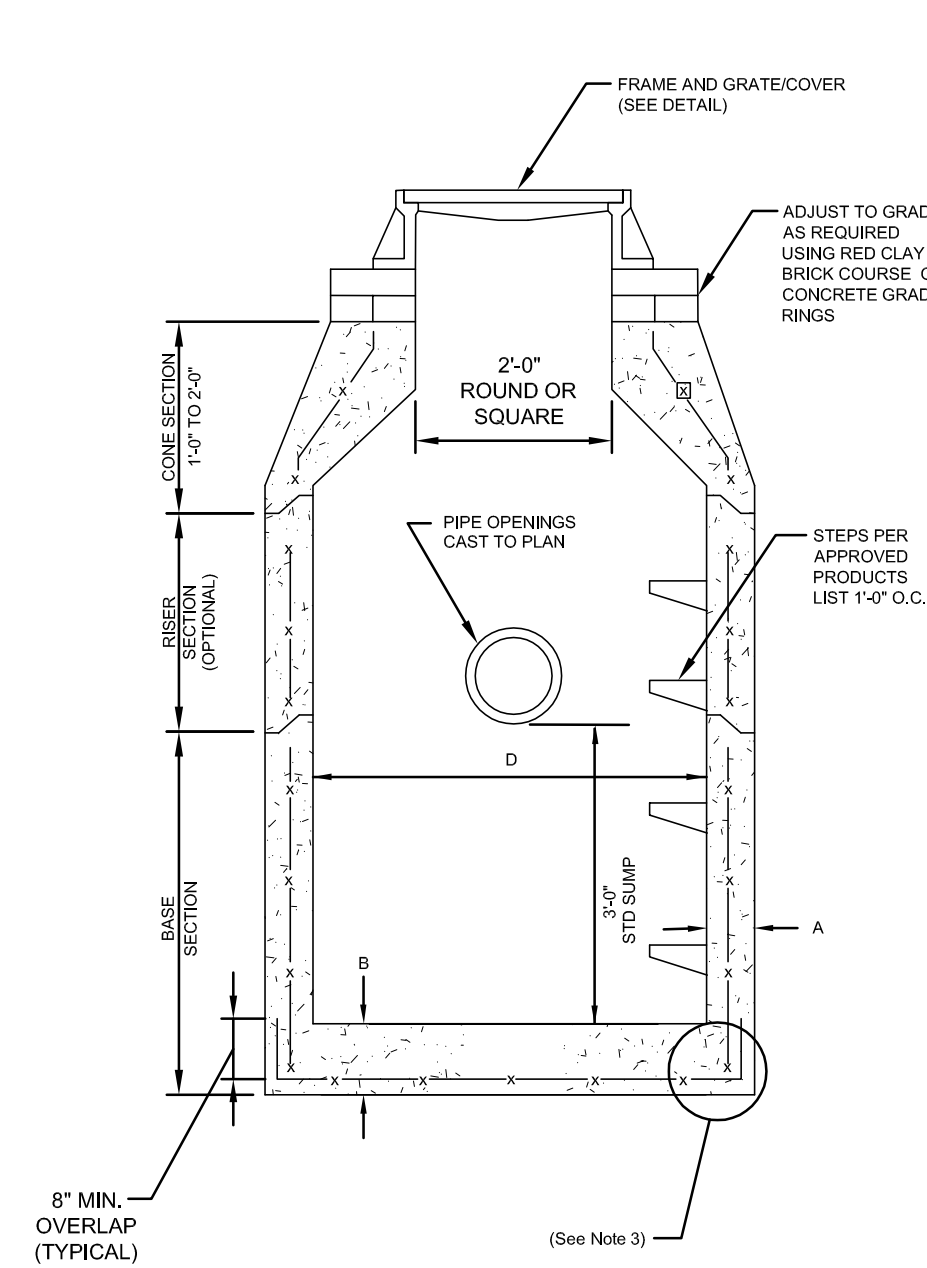 FRAME AND GRATE/COVER
(SEE DETAIL)
ADJUST TO GRAD
AS REQUIRED
USING RED CLAY
BRICK COURSE
CONCRETE GRAD
RINGS
CONE SECTION
1'-0" TO 2'-0"
2'-0"
ROUND OR
SQUARE
X
X
X
X
PIPE OPENINGS
CAST TO PLAN
STEPS PER
APPROVED
PRODUCTS
LIST 1'-0" O.C.
RISER
SECTION
(OPTIONAL)
X
X
X
X
X
X
D
BASE
SECTION
X
X
X
X
X
X
3'-0"
STD SUMP
A
B
X
X
X
X
X
X
X
8" MIN.
OVERLAP
(TYPICAL)
(See Note 3)